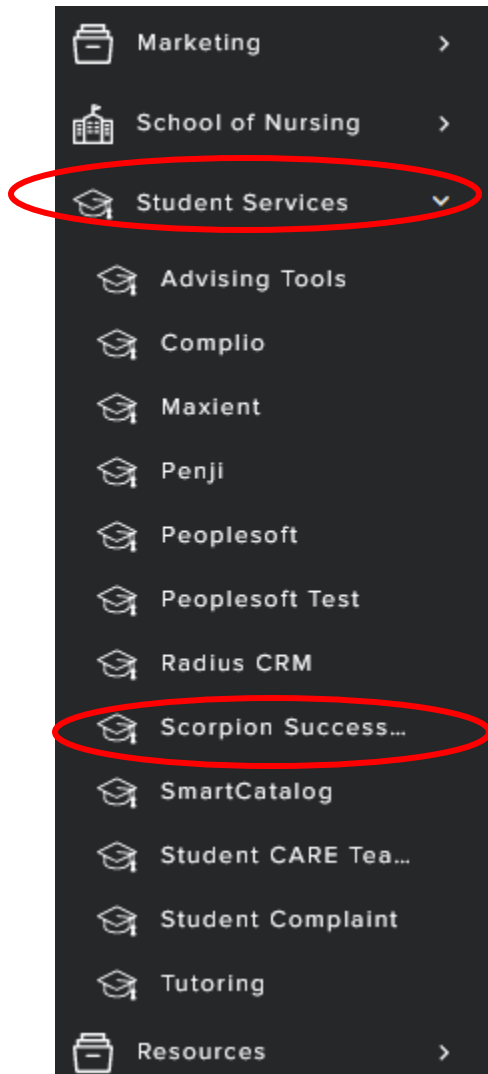 Marketing
School of Nursing
Student Services
Advising Tools
Complio
Maxient
Penji
Peoplesoft
Peoplesoft Test
Radius CRM
Scorpion Success...
SmartCatalog
Student CARE Tea...
Student Complaint
Tutoring
Resources